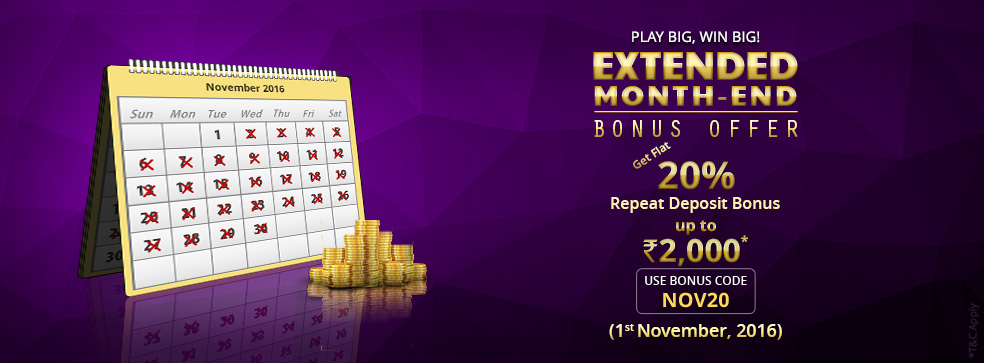 PLAY BIG, WIN BIG!
EXTENDED
MONTH-END
BONUS OFFER
Get Flat
20%
Repeat Deposit Bonus
up to
₹2,000*
USE BONUS CODE
NOV20
(1st November, 2016)
*T&C Apply
November 2016
Sun Mon Tue Wed Thu Fri Sat
1 2 3 4 5
6 7 8 9 10 11 12
13 14 15 16 17 18 19
20 21 22 23 24 25 26
27 28 29 30
30